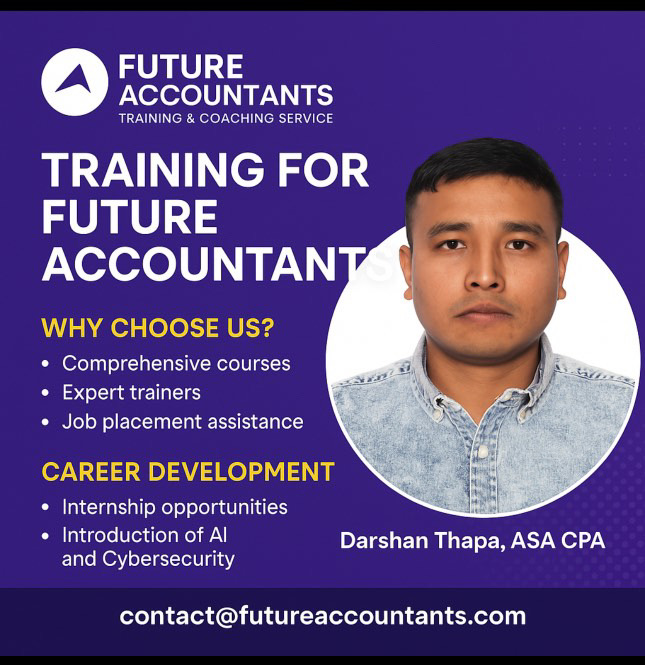 FUTURE
ACCOUNTANTS
TRAINING & COACHING SERVICE
TRAINING FOR
FUTURE
ACCOUNTANTS
WHY CHOOSE US?
• Comprehensive courses
• Expert trainers
• Job placement assistance
CAREER DEVELOPMENT
• Internship opportunities
• Introduction of AI
and Cybersecurity
Darshan Thapa, ASA CPA
contact@futureaccountants.com